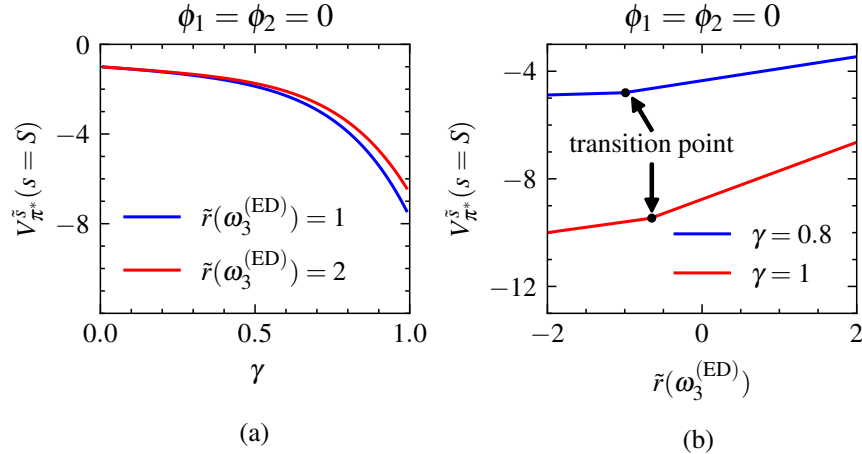 ϕ₁ = ϕ₂ = 0
0
−4
−8
V^s̃_π*(s = S)
r̃(ω₃^(ED)) = 1
r̃(ω₃^(ED)) = 2
0.0
0.5
1.0
γ
(a)
ϕ₁ = ϕ₂ = 0
−4
−8
−12
V^s̃_π*(s = S)
transition point
γ = 0.8
γ = 1
−2
0
2
r̃(ω₃^(ED))
(b)